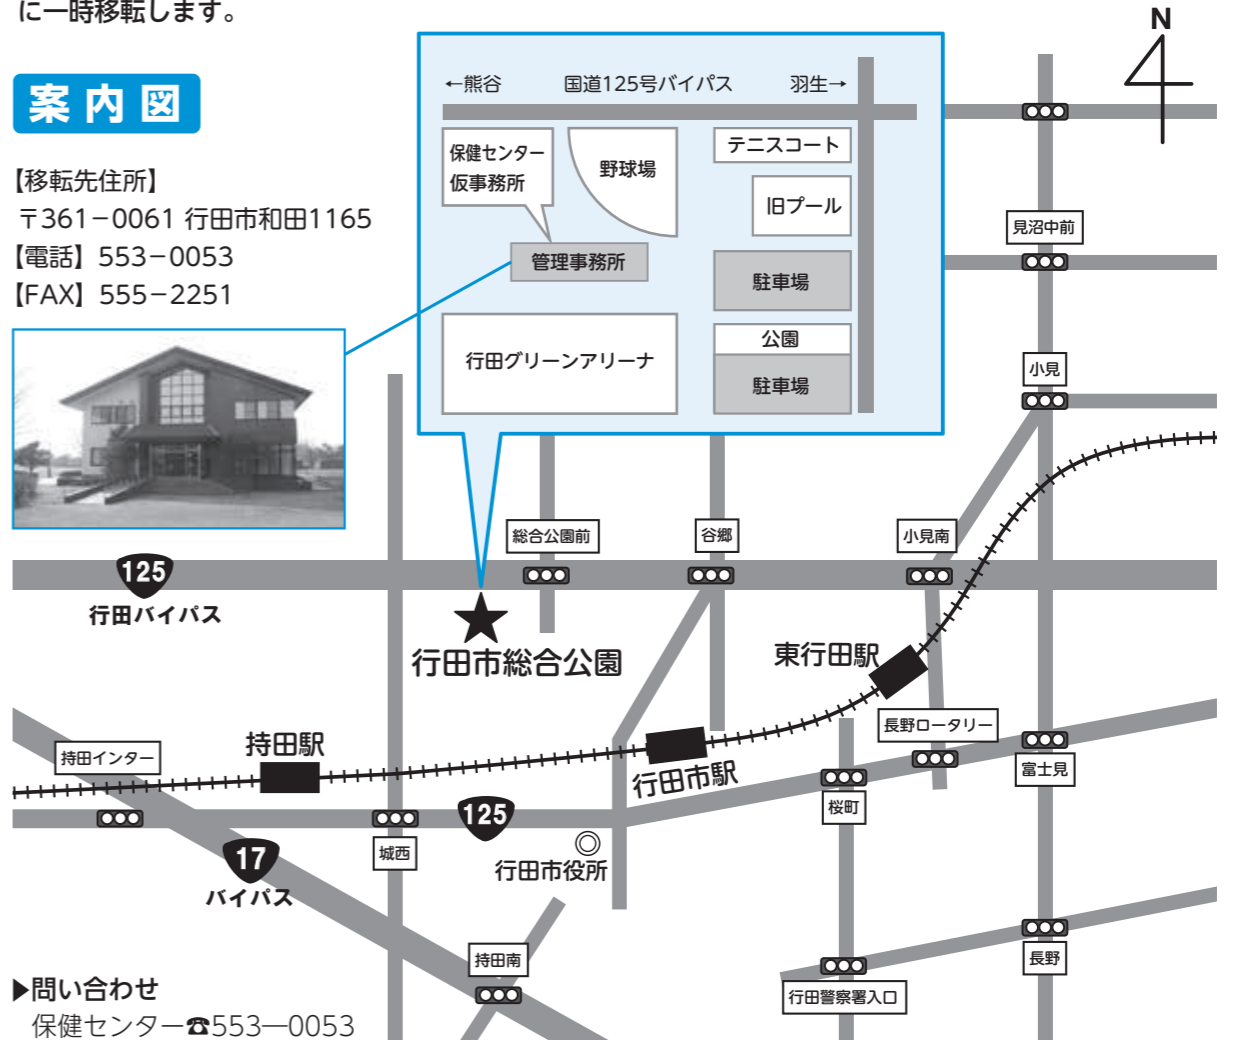 に一時移転します。
案内図
【移転先住所】
〒361−0061 行田市和田1165
【電話】553−0053
【FAX】555−2251
N
←熊谷 国道125号バイパス 羽生→
保健センター
仮事務所
野球場
テニスコート
旧プール
管理事務所
駐車場
行田グリーンアリーナ
公園
駐車場
見沼中前
小見
総合公園前
谷郷
小見南
125
行田バイパス
行田市総合公園
東行田駅
持田インター
持田駅
行田市駅
長野ロータリー
富士見
桜町
125
城西
行田市役所
17
バイパス
持田南
長野
行田警察署入口
▶問い合わせ
保健センター☎553―0053